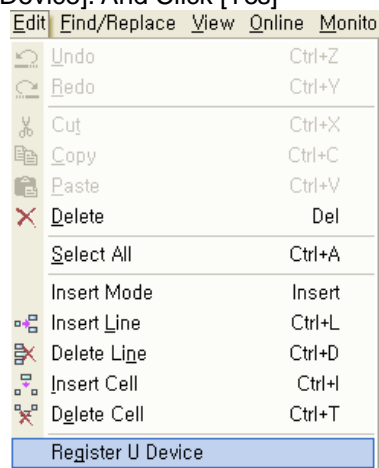 Device]. And Click [Yes]
Edit Find/Replace View Online Monito
Undo Ctrl+Z
Redo Ctrl+Y
Cut Ctrl+X
Copy Ctrl+C
Paste Ctrl+V
Delete Del
Select All Ctrl+A
Insert Mode Insert
Insert Line Ctrl+L
Delete Line Ctrl+D
Insert Cell Ctrl+I
Delete Cell Ctrl+T
Register U Device